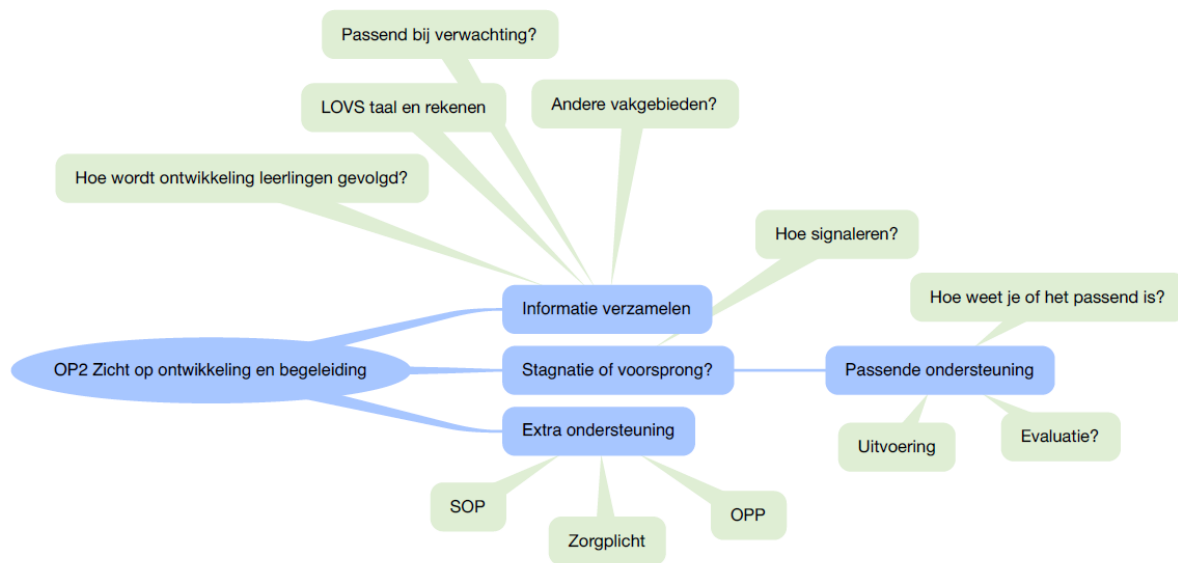 Passend bij verwachting?
LOVS taal en rekenen
Andere vakgebieden?
Hoe wordt ontwikkeling leerlingen gevolgd?
Hoe signaleren?
Informatie verzamelen
Hoe weet je of het passend is?
OP2 Zicht op ontwikkeling en begeleiding
Stagnatie of voorsprong?
Passende ondersteuning
Extra ondersteuning
Uitvoering
Evaluatie?
SOP
Zorgplicht
OPP